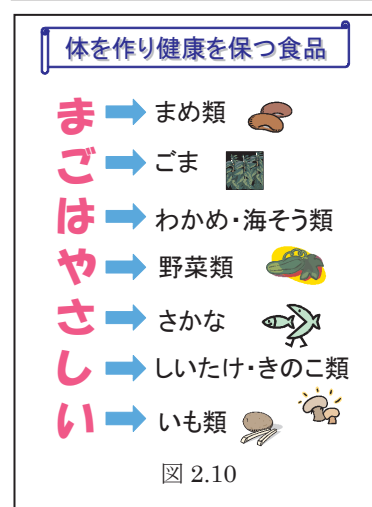 体を作り健康を保つ食品
ま まめ類
ご ごま
は わかめ・海そう類
や 野菜類
さ さかな
し しいたけ・きのこ類
い いも類
図 2.10